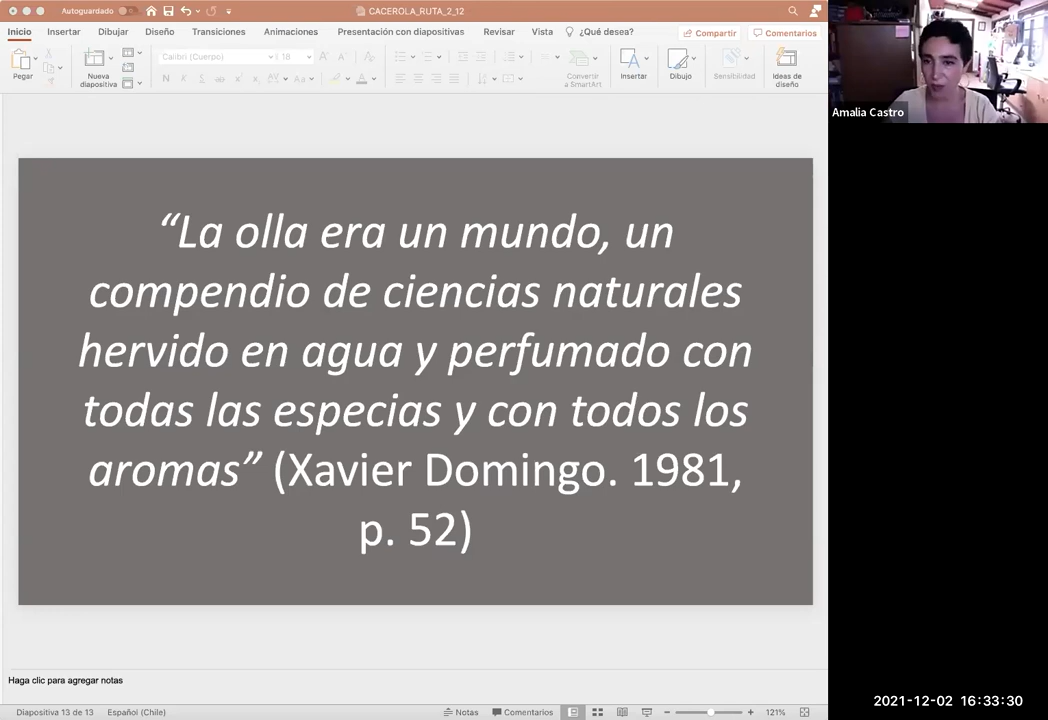 Autoguardado
CACEROLA_RUTA_2_12
Inicio Insertar Dibujar Diseño Transiciones Animaciones Presentación con diapositivas Revisar Vista ¿Qué desea?
Compartir Comentarios
Calibri (Cuerpo) 18
Pegar
Nueva diapositiva
Convertir a SmartArt
Insertar
Dibujo
Sensibilidad
Ideas de diseño
Amalia Castro
“La olla era un mundo, un
compendio de ciencias naturales
hervido en agua y perfumado con
todas las especias y con todos los
aromas” (Xavier Domingo. 1981,
p. 52)
Haga clic para agregar notas
Diapositiva 13 de 13 Español (Chile) Notas Comentarios 121%
2021-12-02 16:33:30